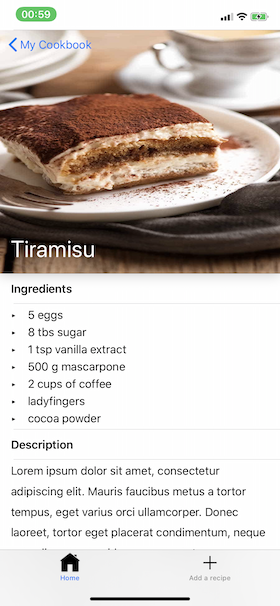 00:59
My Cookbook
Tiramisu
Ingredients
‣ 5 eggs
‣ 8 tbs sugar
‣ 1 tsp vanilla extract
‣ 500 g mascarpone
‣ 2 cups of coffee
‣ ladyfingers
‣ cocoa powder
Description
Lorem ipsum dolor sit amet, consectetur
adipiscing elit. Mauris faucibus metus a tortor
tempus, eget varius orci ullamcorper. Donec
laoreet, tortor eget placerat condimentum, neque
Home
Add a recipe